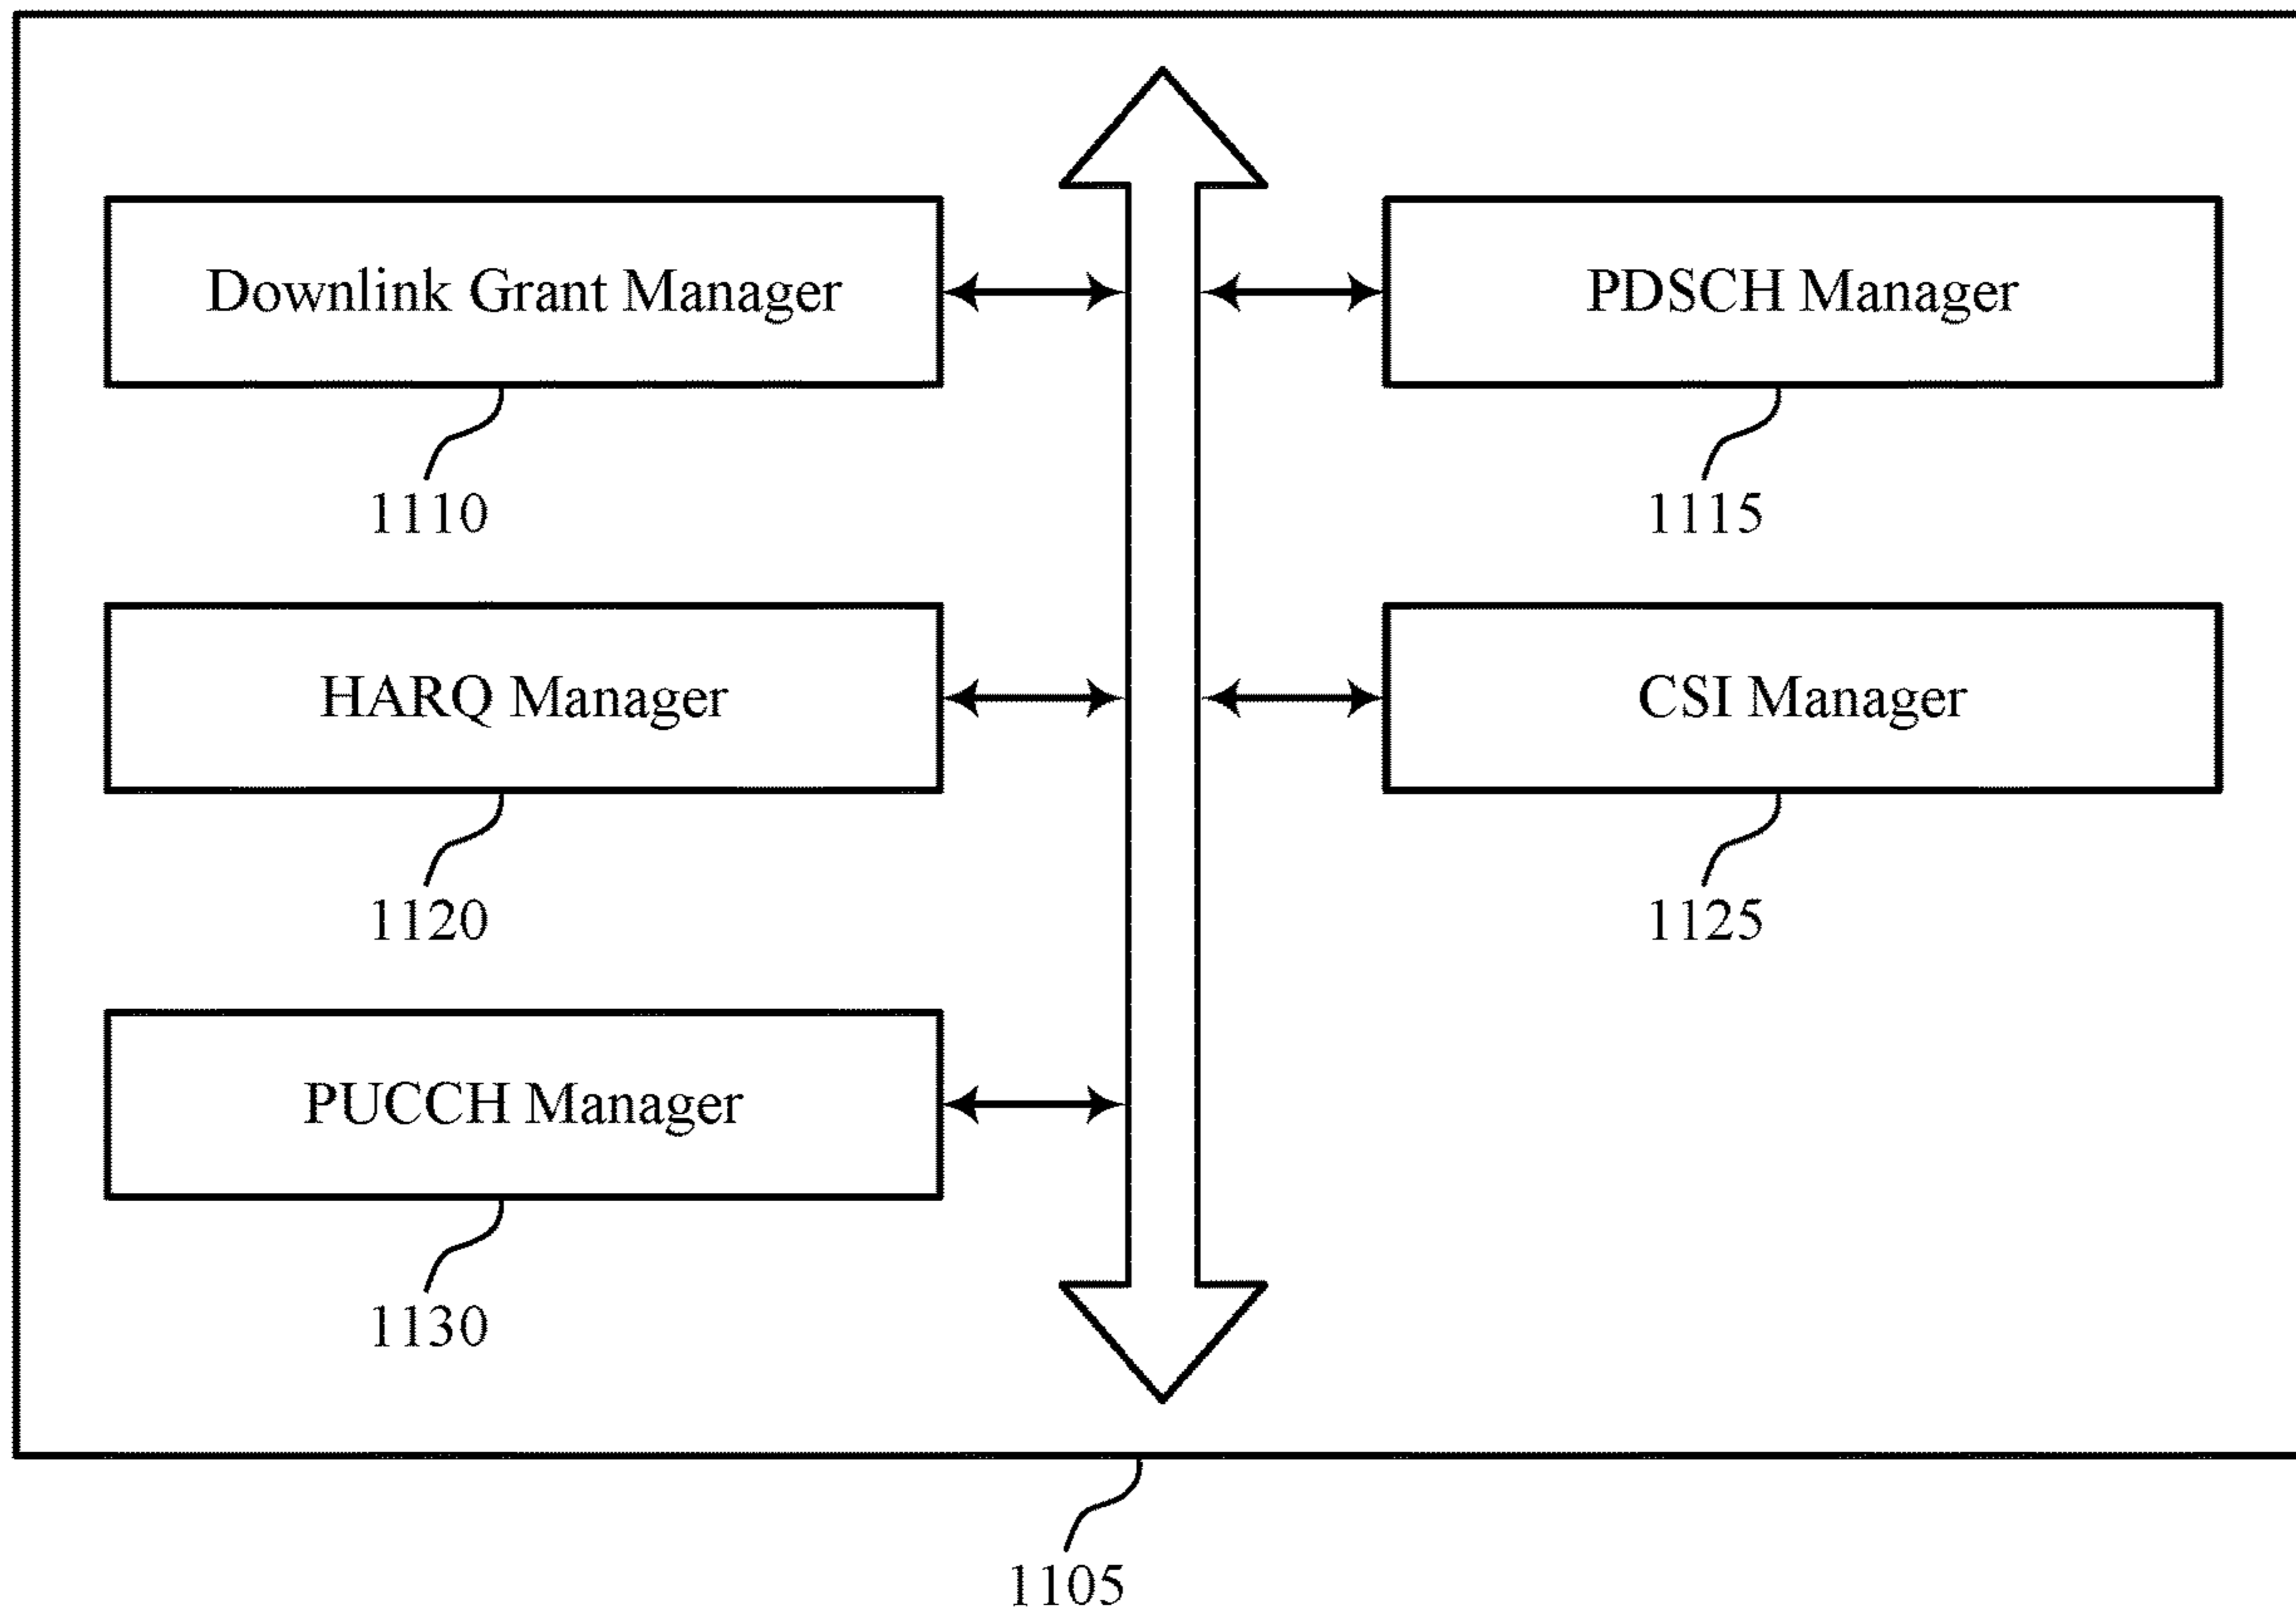 Downlink Grant Manager
PDSCH Manager
1110
1115
HARQ Manager
CSI Manager
1120
1125
PUCCH Manager
1130
1105